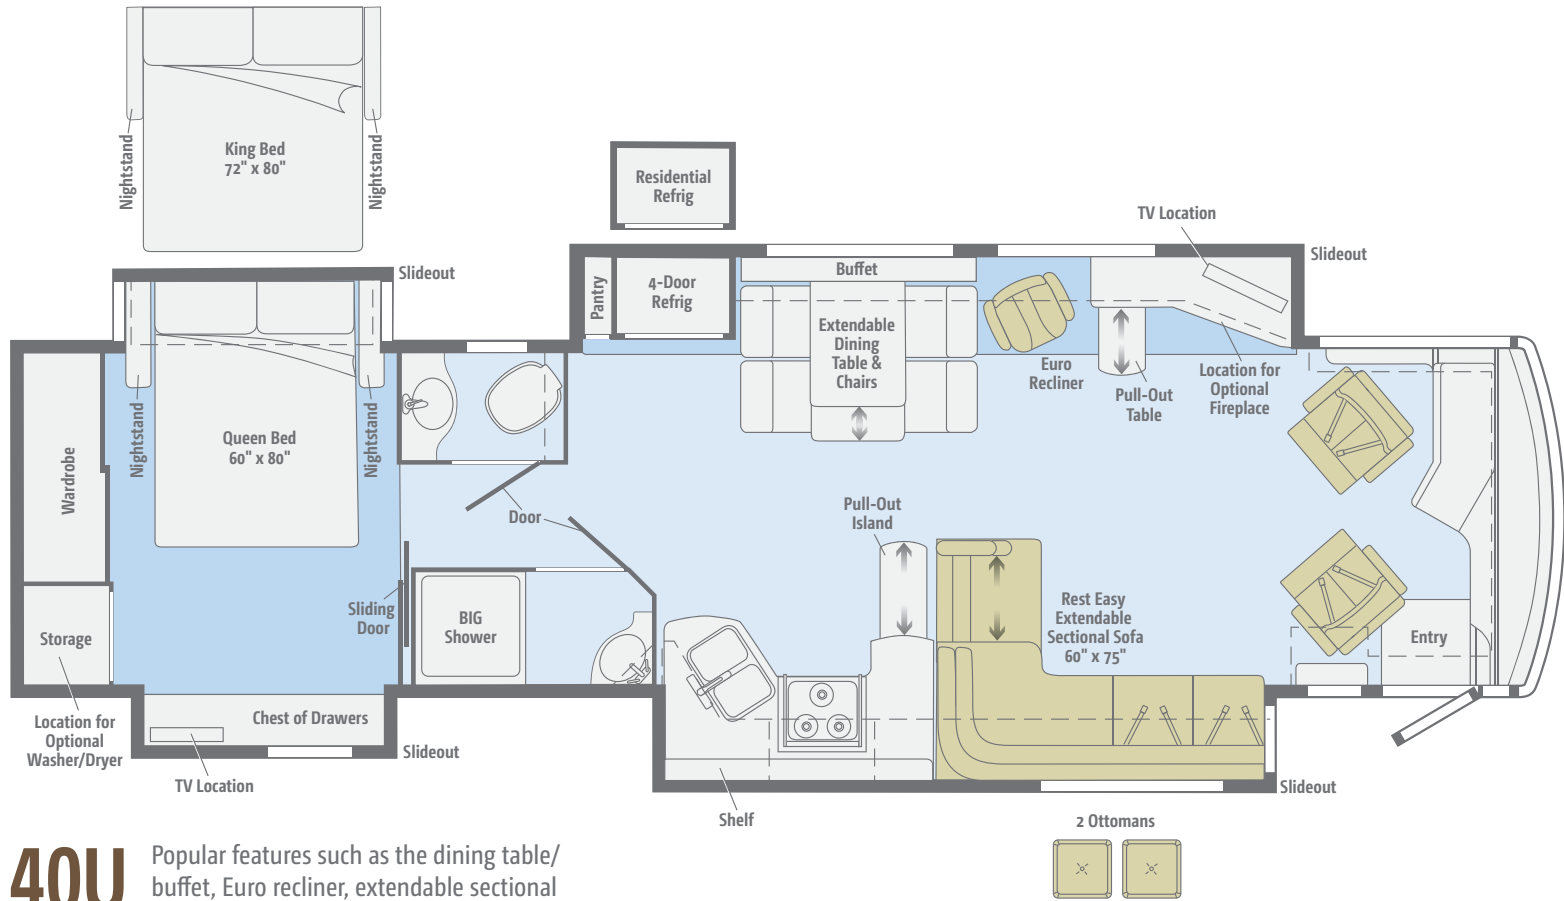 King Bed
72" x 80"
Nightstand
Nightstand
Residential
Refrig
TV Location
Slideout
Slideout
Buffet
Pantry
4-Door
Refrig
Extendable
Dining
Table &
Chairs
Euro
Recliner
Pull-Out
Table
Location for
Optional
Fireplace
Wardrobe
Nightstand
Queen Bed
60" x 80"
Nightstand
Door
Pull-Out
Island
Sliding
Door
BIG
Shower
Rest Easy
Extendable
Sectional Sofa
60" x 75"
Entry
Storage
Location for
Optional
Washer/Dryer
Chest of Drawers
Slideout
TV Location
Slideout
Shelf
2 Ottomans
40U
Popular features such as the dining table/
buffet, Euro recliner, extendable sectional